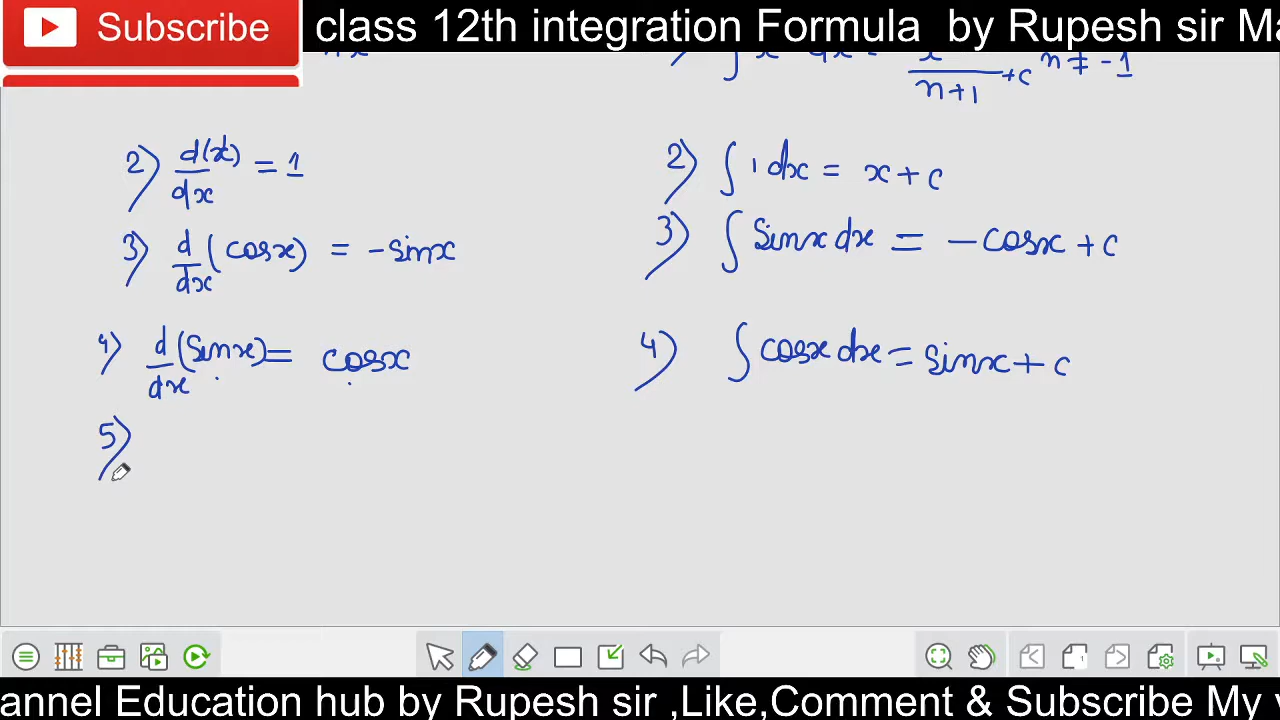 Subscribe class 12th integration Formula by Rupesh sir Ma
n+1 +c n ≠ -1
2) d(x)/dx = 1
2) ∫ 1 dx = x + c
3) d/dx (cosx) = -sinx
3) ∫ Sinx dx = -cosx + c
4) d/dx (Sinx) = cosx
4) ∫ cosx dx = sinx + c
5)
annel Education hub by Rupesh sir ,Like,Comment & Subscribe My